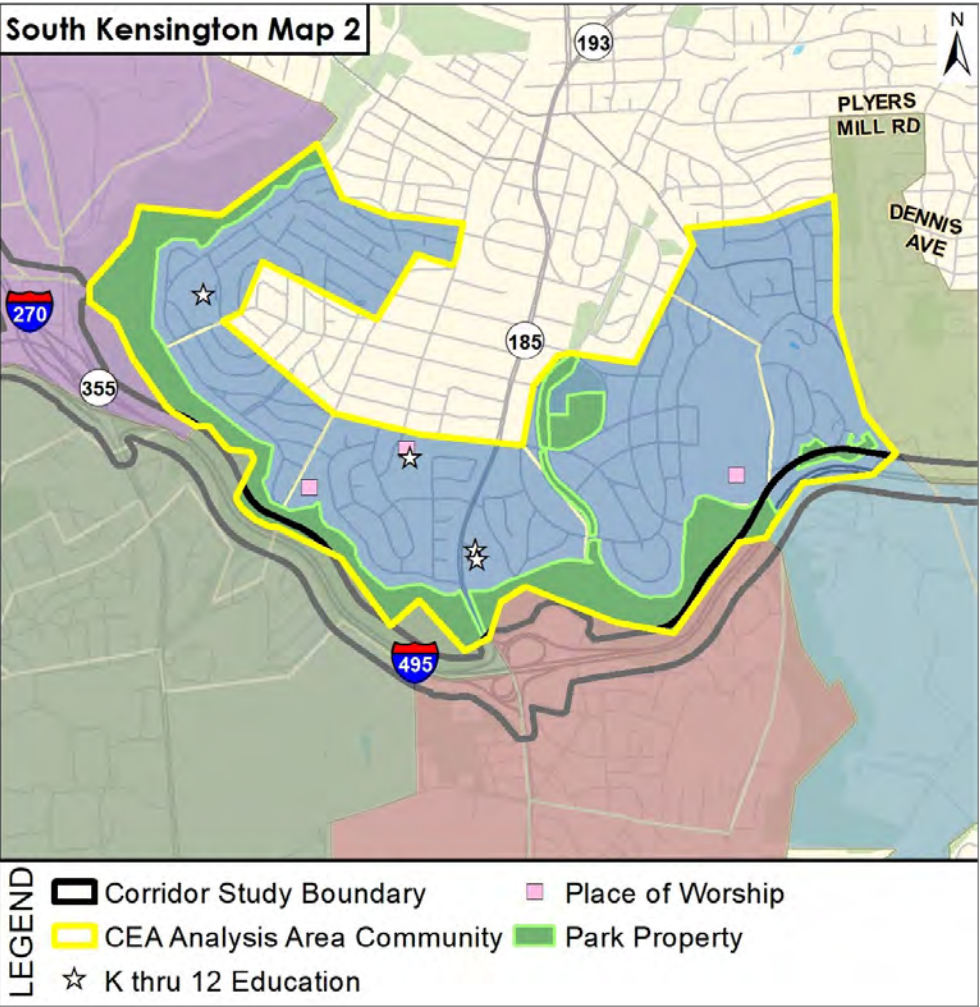 South Kensington Map 2
193
N
PLYERS
MILL RD
DENNIS
AVE
270
185
355
495
LEGEND
Corridor Study Boundary
Place of Worship
CEA Analysis Area Community
Park Property
K thru 12 Education